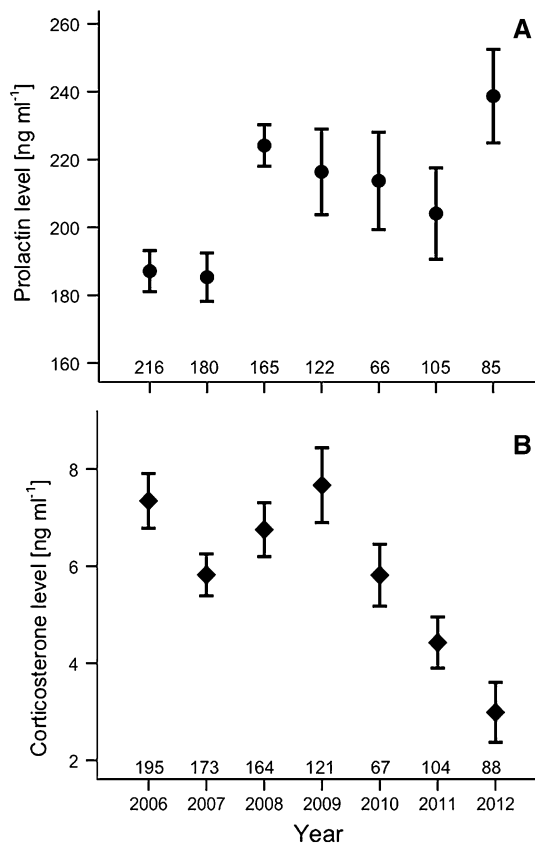 A
260
240
220
200
180
160
Prolactin level [ng ml⁻¹]
216 180 165 122 66 105 85
B
8
6
4
2
Corticosterone level [ng ml⁻¹]
195 173 164 121 67 104 88
2006 2007 2008 2009 2010 2011 2012
Year